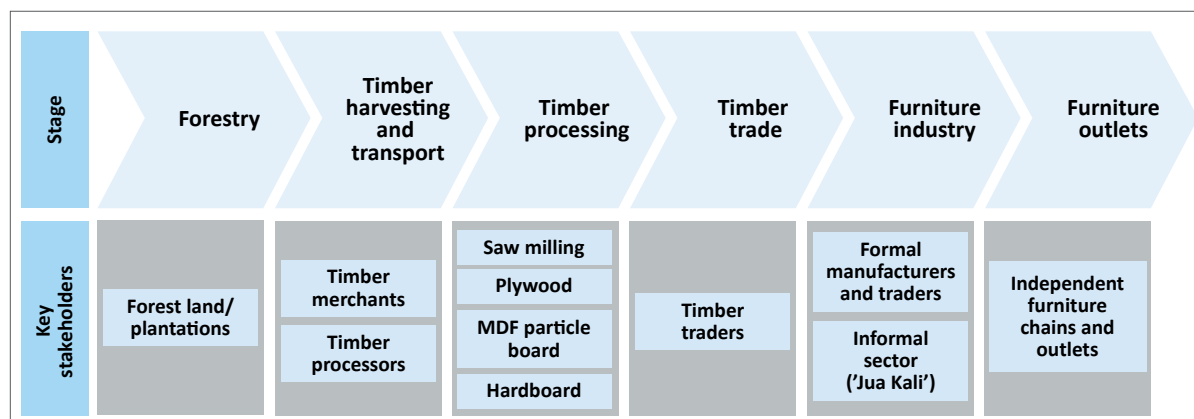 Stage
Forestry
Timber
harvesting
and
transport
Timber
processing
Timber
trade
Furniture
industry
Furniture
outlets
Key
stakeholders
Forest land/
plantations
Timber
merchants
Timber
processors
Saw milling
Plywood
MDF particle
board
Hardboard
Timber
traders
Formal
manufacturers
and traders
Informal
sector
('Jua Kali')
Independent
furniture
chains and
outlets